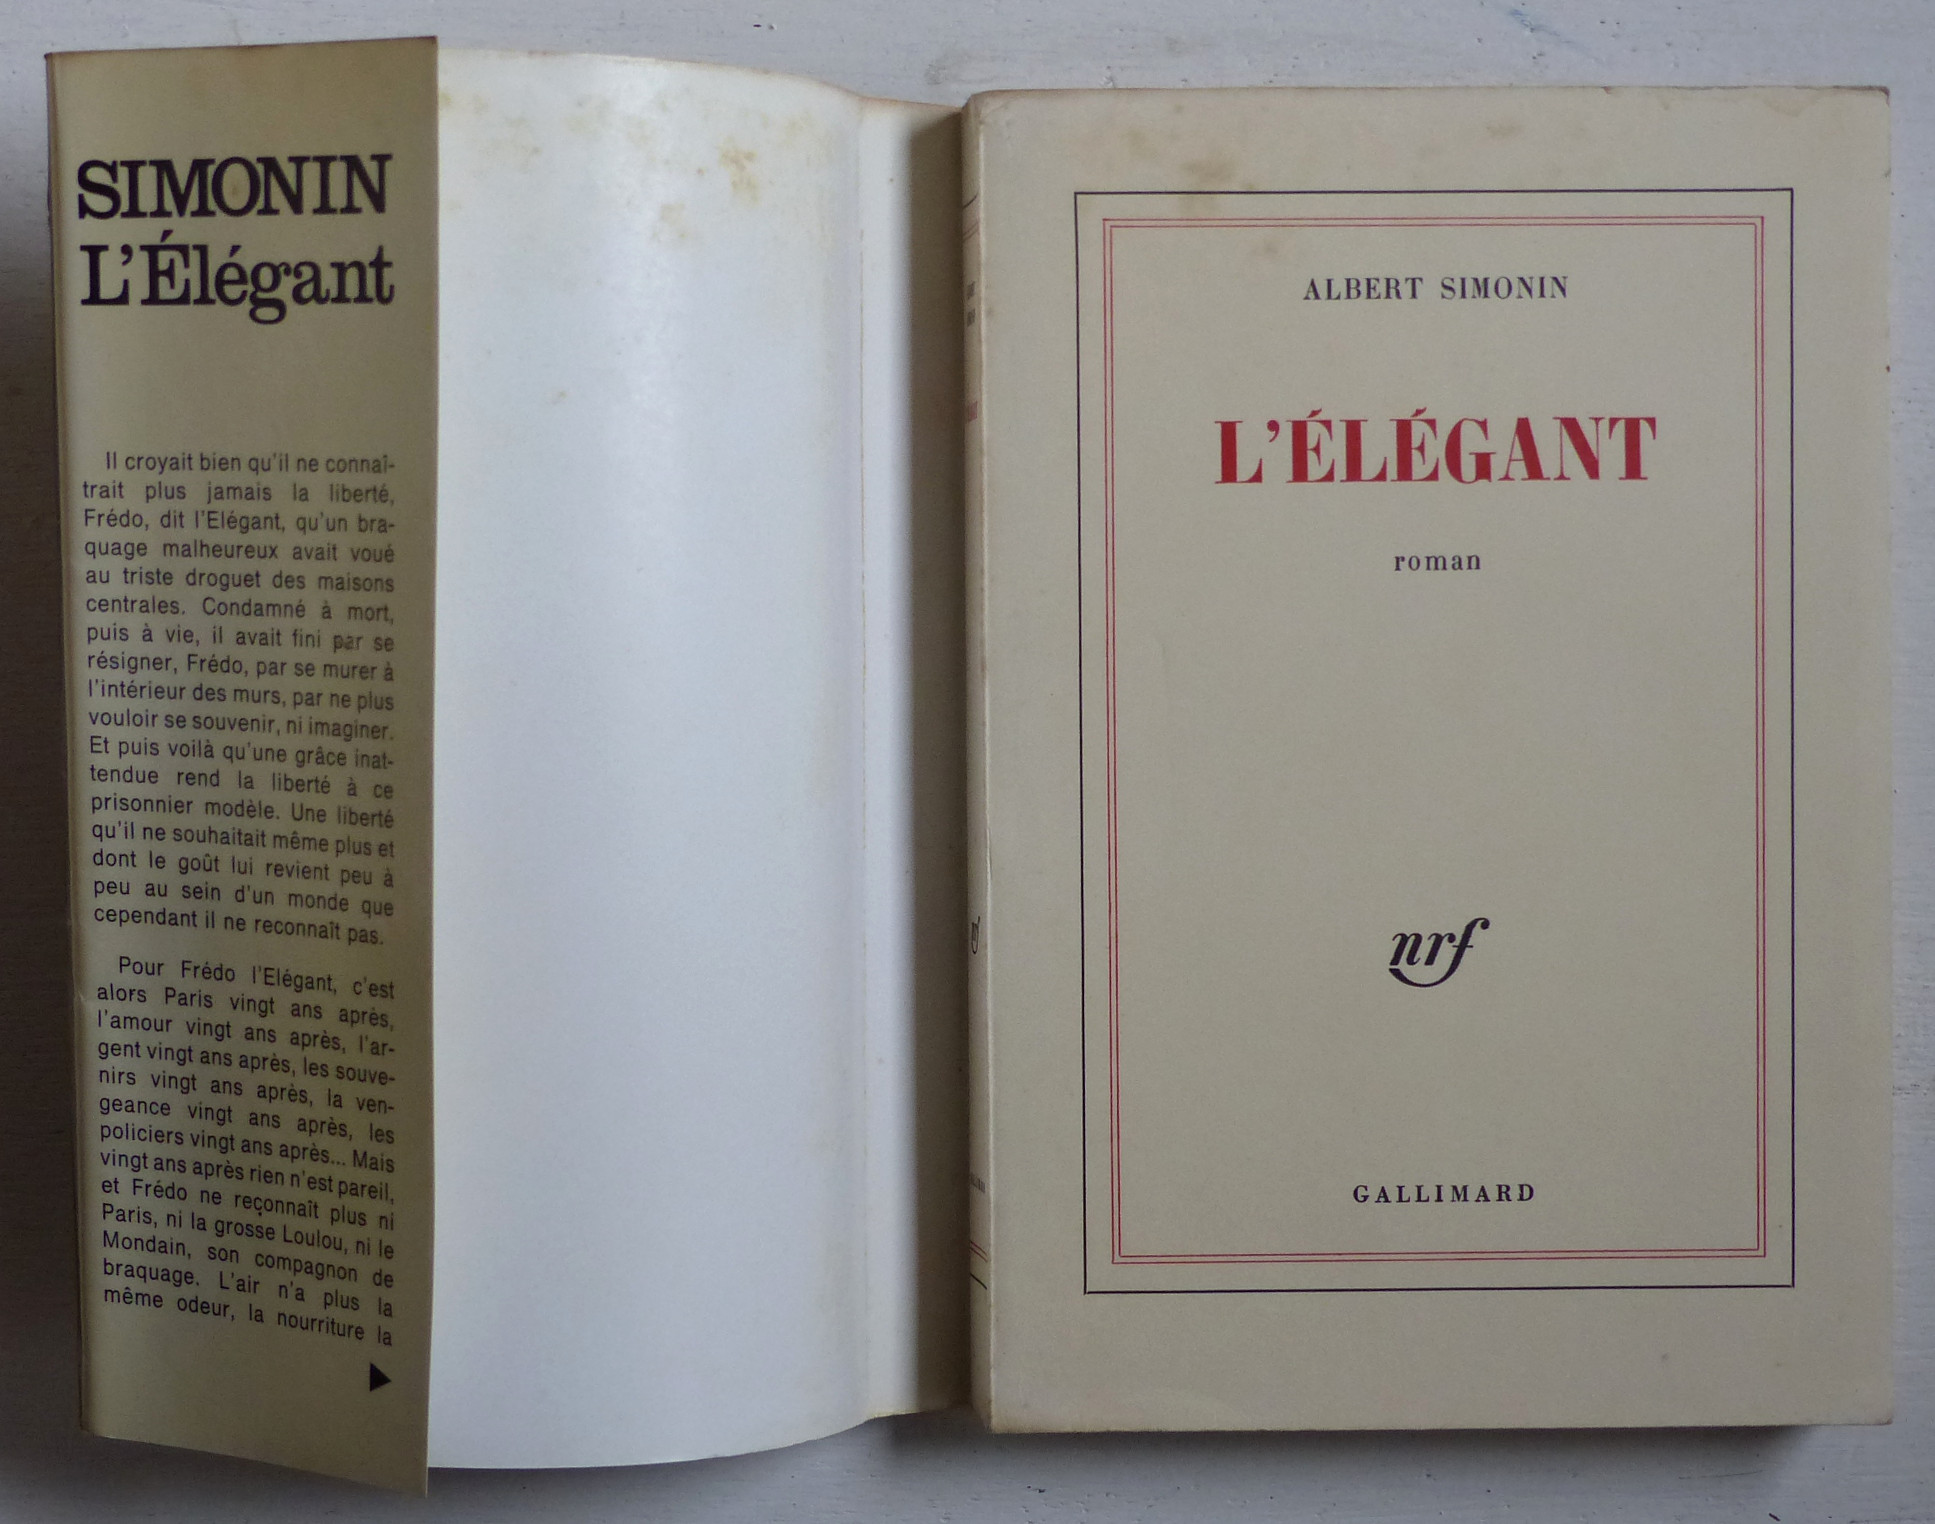 SIMONIN
L'Élégant
Il croyait bien qu'il ne connaî-
trait plus jamais la liberté,
Frédo, dit l'Elégant, qu'un bra-
quage malheureux avait voué
au triste droguet des maisons
centrales. Condamné à mort,
puis à vie, il avait fini par se
résigner, Frédo, par se murer à
l'intérieur des murs, par ne plus
vouloir se souvenir, ni imaginer.
Et puis voilà qu'une grâce inat-
tendue rend la liberté à ce
prisonnier modèle. Une liberté
qu'il ne souhaitait même plus et
dont le goût lui revient peu à
peu au sein d'un monde que
cependant il ne reconnaît pas.
Pour Frédo l'Elégant, c'est
alors Paris vingt ans après,
l'amour vingt ans après, l'ar-
gent vingt ans après, les souve-
nirs vingt ans après, la ven-
geance vingt ans après, les
policiers vingt ans après... Mais
vingt ans après rien n'est pareil,
et Frédo ne reçonnaît plus ni
Paris, ni la grosse Loulou, ni le
Mondain, son compagnon de
braquage. L'air n'a plus la
même odeur, la nourriture la
ALBERT SIMONIN
L'ÉLÉGANT
roman
nrf
GALLIMARD